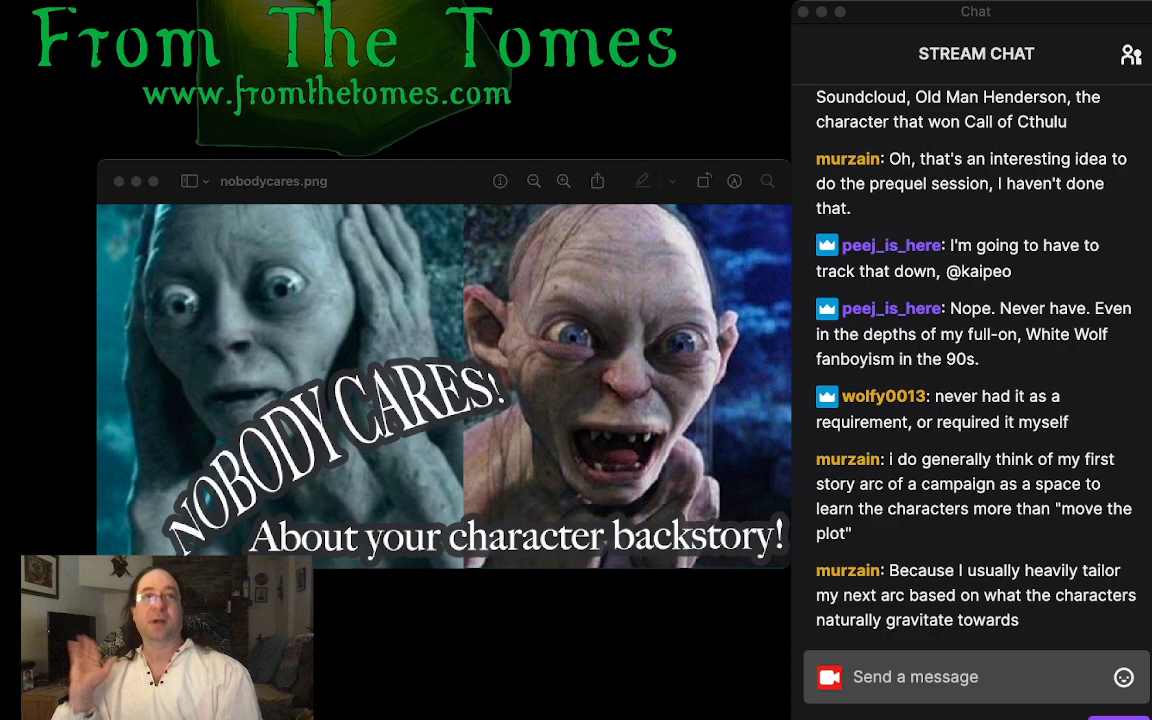 From The Tomes
www.fromthetomes.com
nobodycares.png
NOBODY CARES!
About your character backstory!
Chat
STREAM CHAT
Soundcloud, Old Man Henderson, the
character that won Call of Cthulu
murzain: Oh, that's an interesting idea to
do the prequel session, I haven't done
that.
peej_is_here: I'm going to have to
track that down, @kaipeo
peej_is_here: Nope. Never have. Even
in the depths of my full-on, White Wolf
fanboyism in the 90s.
wolfy0013: never had it as a
requirement, or required it myself
murzain: i do generally think of my first
story arc of a campaign as a space to
learn the characters more than "move the
plot"
murzain: Because I usually heavily tailor
my next arc based on what the characters
naturally gravitate towards
Send a message